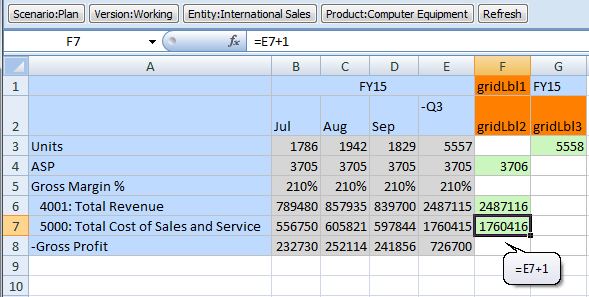 Scenario:Plan Version:Working Entity:International Sales Product:Computer Equipment Refresh
F7 fx =E7+1
A B C D E F G
1 FY15 gridLbl1 FY15
-Q3
2 Jul Aug Sep gridLbl2 gridLbl3
3 Units 1786 1942 1829 5557 5558
4 ASP 3705 3705 3705 3705 3706
5 Gross Margin % 210% 210% 210% 210%
6 4001: Total Revenue 789480 857935 839700 2487115 2487116
7 5000: Total Cost of Sales and Service 556750 605821 597844 1760415 1760416
8 -Gross Profit 232730 252114 241856 726700
9 =E7+1
10